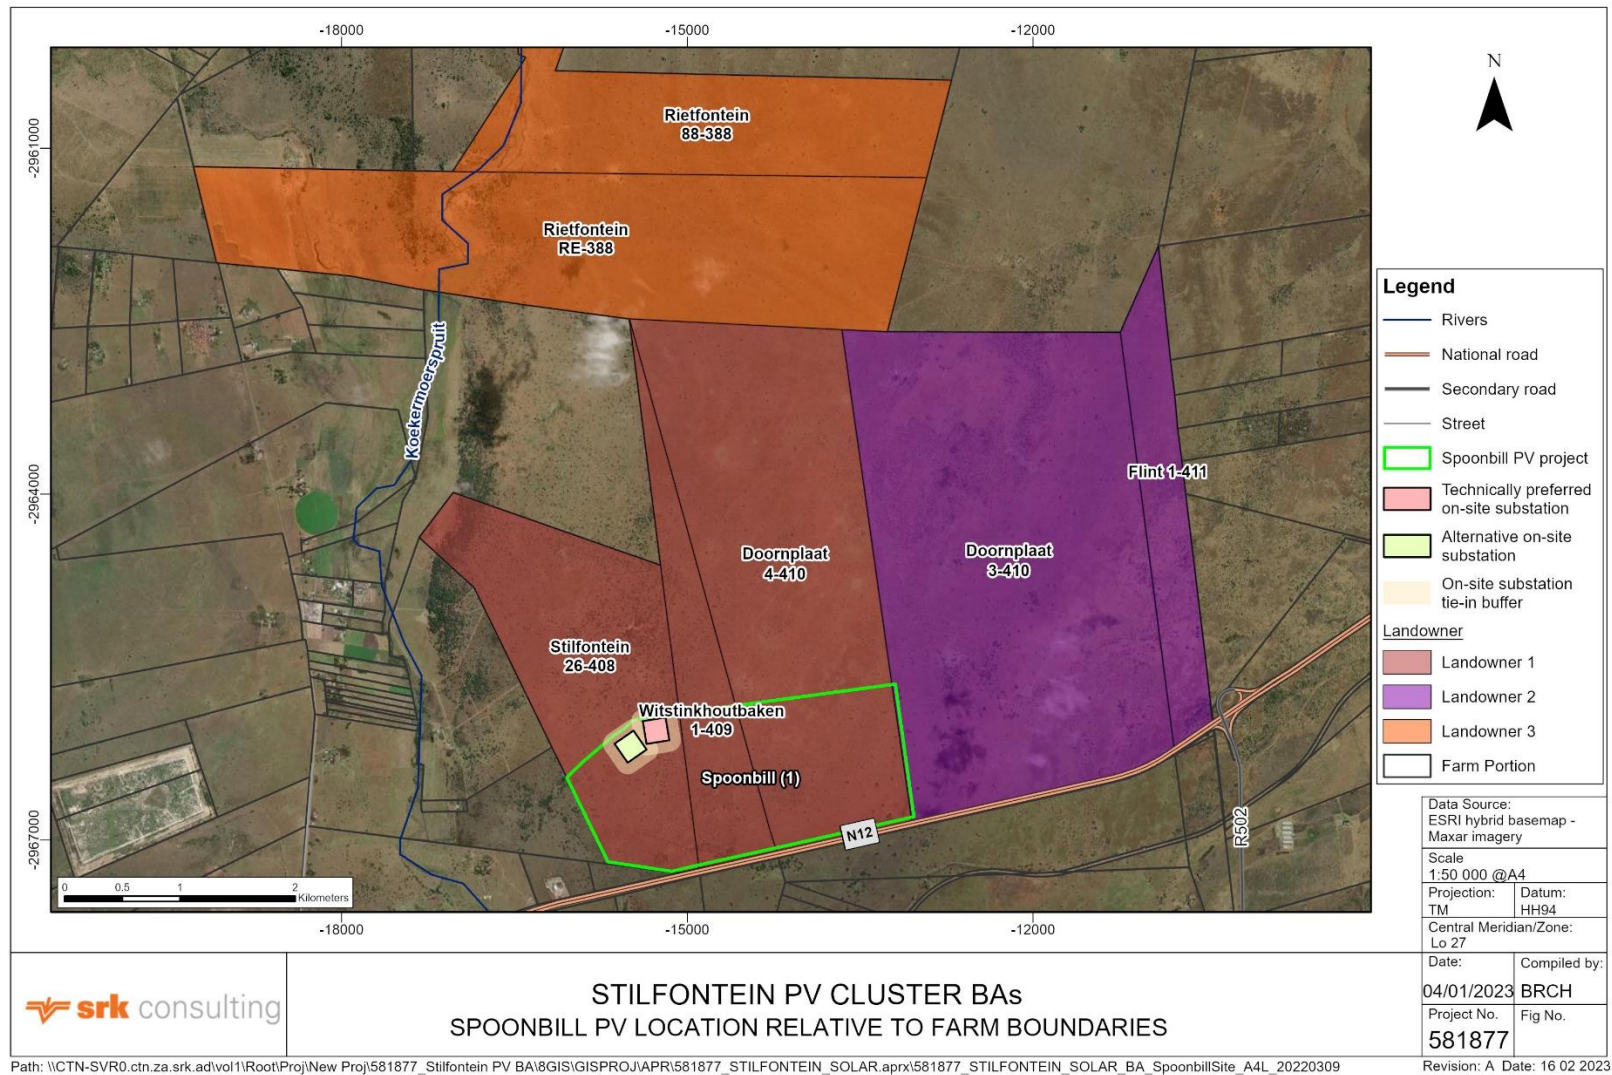 -18000
-15000
-12000
N
-2961000
Rietfontein
88-388
Rietfontein
RE-388
Koekermoerspruit
Flint 1-411
-2964000
Doornplaat
4-410
Doornplaat
3-410
Stilfontein
26-408
Witstinkhoutbaken
1-409
Spoonbill (1)
N12
R502
-2967000
0 0.5 1 2
Kilometers
-18000
-15000
-12000
Legend
Rivers
National road
Secondary road
Street
Spoonbill PV project
Technically preferred
on-site substation
Alternative on-site
substation
On-site substation
tie-in buffer
Landowner
Landowner 1
Landowner 2
Landowner 3
Farm Portion
Data Source:
ESRI hybrid basemap -
Maxar imagery
Scale
1:50 000 @A4
Projection: Datum:
TM HH94
Central Meridian/Zone:
Lo 27
Date: Compiled by:
04/01/2023 BRCH
Project No. Fig No.
581877
srk consulting
STILFONTEIN PV CLUSTER BAs
SPOONBILL PV LOCATION RELATIVE TO FARM BOUNDARIES
Path: \\CTN-SVR0.ctn.za.srk.ad\vol1\Root\Proj\New Proj\581877_Stilfontein PV BA\8GIS\GISPROJ\APR\581877_STILFONTEIN_SOLAR.aprx\581877_STILFONTEIN_SOLAR_BA_SpoonbillSite_A4L_20220309
Revision: A Date: 16 02 2023